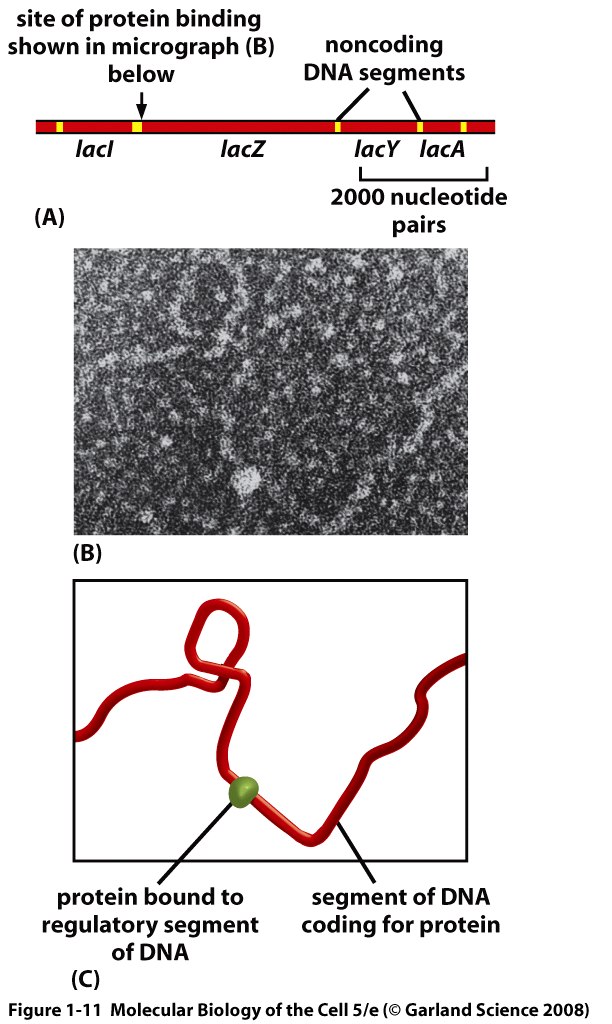 site of protein binding
shown in micrograph (B)
below
noncoding
DNA segments
lacI
lacZ
lacY
lacA
2000 nucleotide
pairs
(A)
(B)
protein bound to
regulatory segment
of DNA
segment of DNA
coding for protein
(C)
Figure 1-11 Molecular Biology of the Cell 5/e (© Garland Science 2008)